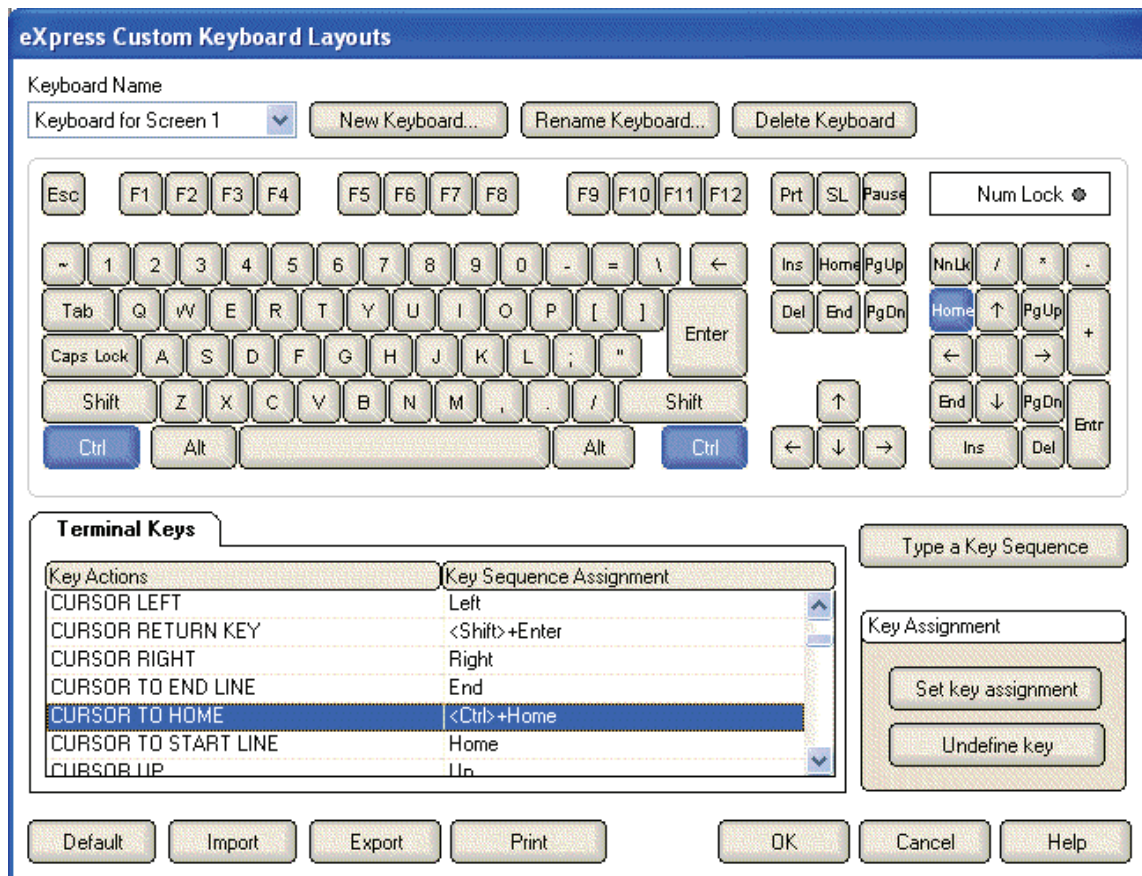 eXpress Custom Keyboard Layouts
Keyboard Name
Keyboard for Screen 1 New Keyboard... Rename Keyboard... Delete Keyboard
Esc F1 F2 F3 F4 F5 F6 F7 F8 F9 F10 F11 F12 Prt SL Pause Num Lock
~ 1 2 3 4 5 6 7 8 9 0 - = \ ← Ins Home PgUp NnLk / * -
Tab Q W E R T Y U I O P [ ] Enter Del End PgDn Home ↑ PgUp +
Caps Lock A S D F G H J K L ; " ← →
Shift Z X C V B N M , . / Shift ↑ End ↓ PgDn Entr
Ctrl Alt Alt Ctrl ← ↓ → Ins Del
Terminal Keys
Type a Key Sequence
Key Actions Key Sequence Assignment
CURSOR LEFT Left
CURSOR RETURN KEY <Shift>+Enter
CURSOR RIGHT Right
CURSOR TO END LINE End
CURSOR TO HOME <Ctrl>+Home
CURSOR TO START LINE Home
CURSOR UP Up
Key Assignment
Set key assignment
Undefine key
Default Import Export Print OK Cancel Help